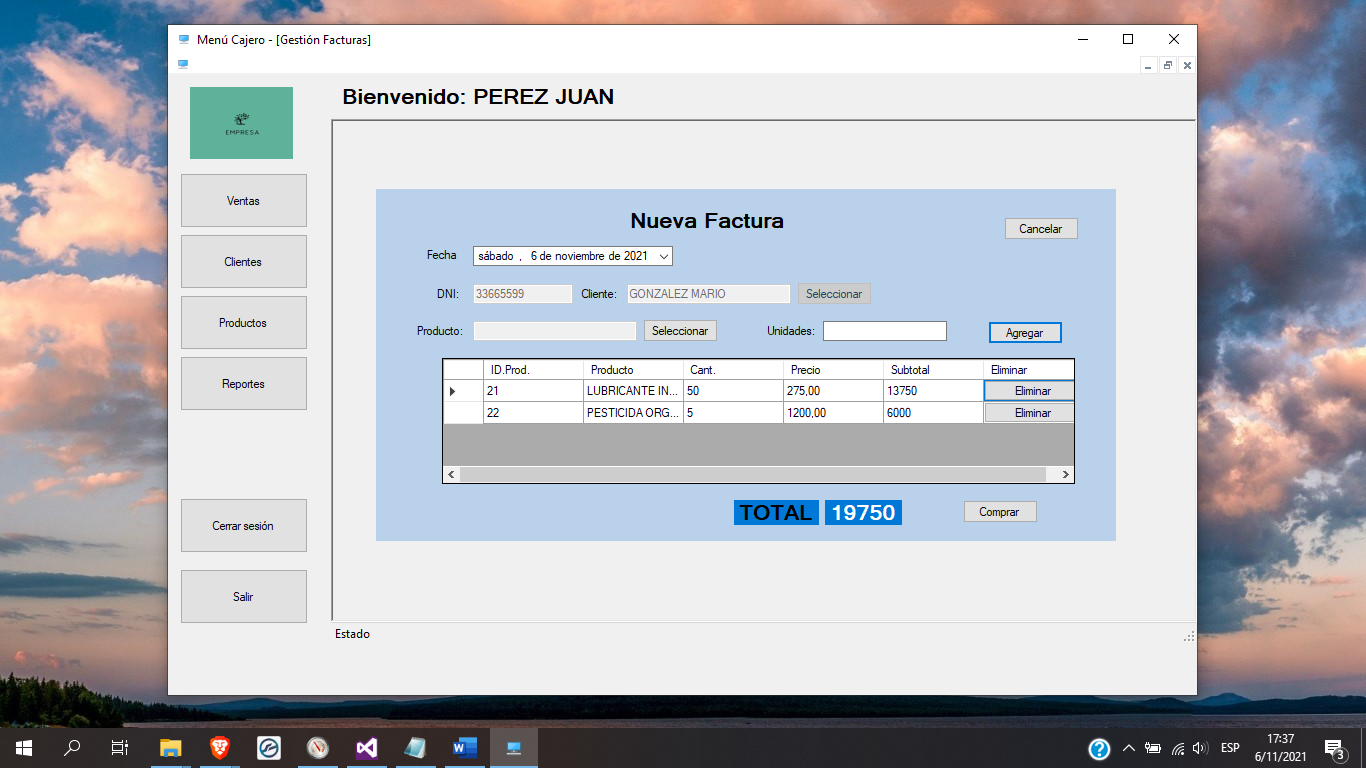 Menú Cajero - [Gestión Facturas]
EMPRESA
Bienvenido: PEREZ JUAN
Ventas
Clientes
Productos
Reportes
Cerrar sesión
Salir
Nueva Factura
Cancelar
Fecha sábado , 6 de noviembre de 2021
DNI: 33665599 Cliente: GONZALEZ MARIO Seleccionar
Producto: Seleccionar Unidades: Agregar
ID.Prod. Producto Cant. Precio Subtotal Eliminar
21 LUBRICANTE IN... 50 275,00 13750 Eliminar
22 PESTICIDA ORG... 5 1200,00 6000 Eliminar
TOTAL 19750 Comprar
Estado
ESP
17:37
6/11/2021
3